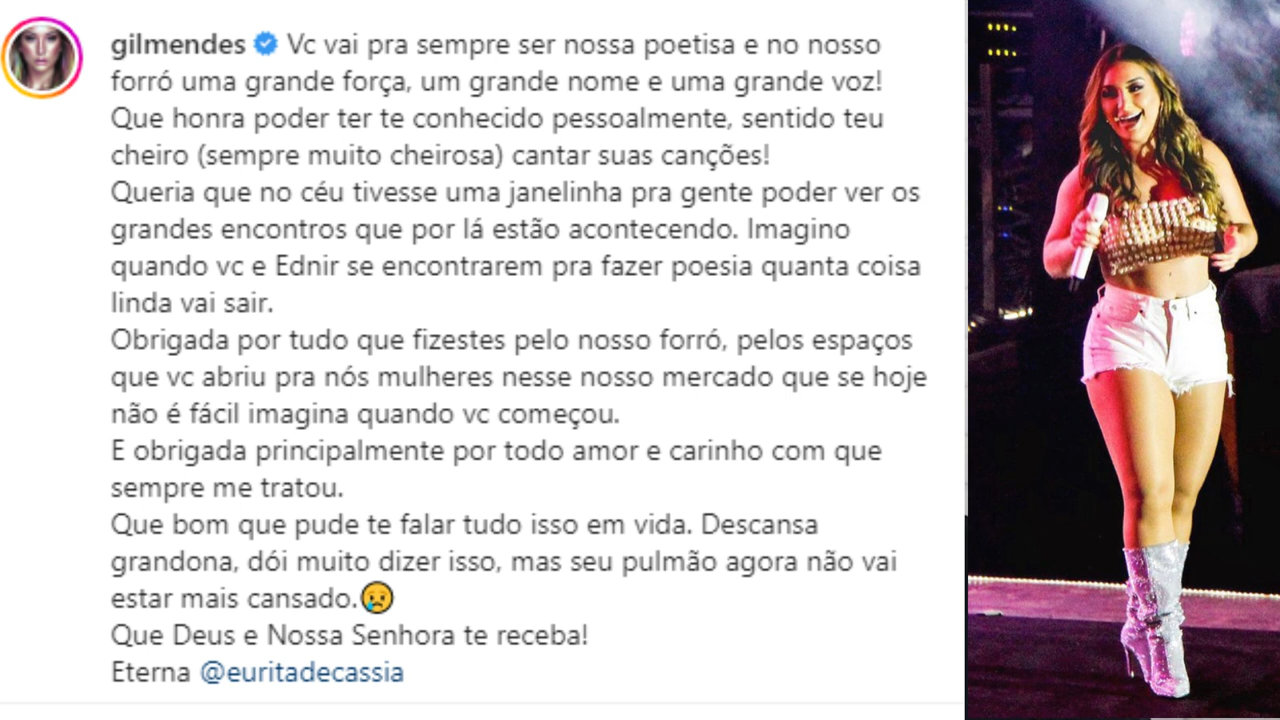 gilmendes Vc vai pra sempre ser nossa poetisa e no nosso
forró uma grande força, um grande nome e uma grande voz!
Que honra poder ter te conhecido pessoalmente, sentido teu
cheiro (sempre muito cheirosa) cantar suas canções!
Queria que no céu tivesse uma janelinha pra gente poder ver os
grandes encontros que por lá estão acontecendo. Imagino
quando vc e Ednir se encontrarem pra fazer poesia quanta coisa
linda vai sair.
Obrigada por tudo que fizestes pelo nosso forró, pelos espaços
que vc abriu pra nós mulheres nesse nosso mercado que se hoje
não é fácil imagina quando vc começou.
E obrigada principalmente por todo amor e carinho com que
sempre me tratou.
Que bom que pude te falar tudo isso em vida. Descansa
grandona, dói muito dizer isso, mas seu pulmão agora não vai
estar mais cansado.😢
Que Deus e Nossa Senhora te receba!
Eterna @euritadecassia